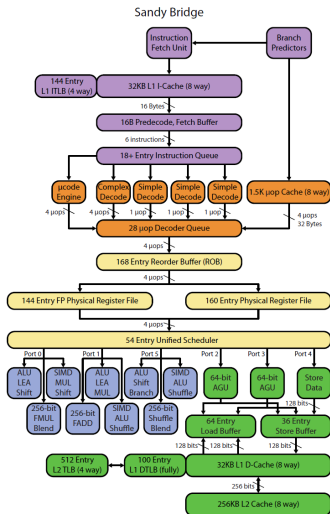 Sandy Bridge
Instruction
Fetch Unit
Branch
Predictors
144 Entry
L1 ITLB (4 way)
32KB L1 I-Cache (8 way)
16 Bytes
16B Predecode, Fetch Buffer
6 instructions
18+ Entry Instruction Queue
μcode
Engine
Complex
Decode
Simple
Decode
Simple
Decode
Simple
Decode
1.5K μop Cache (8 way)
4 μops
4 μops
1 μop
1 μop
1 μop
4 μops
32 Bytes
28 μop Decoder Queue
4 μops
168 Entry Reorder Buffer (ROB)
4 μops
144 Entry FP Physical Register File
160 Entry Physical Register File
4 μops
54 Entry Unified Scheduler
Port 0
Port 1
Port 5
Port 2
Port 3
Port 4
ALU
LEA
Shift
SIMD
MUL
Shift
ALU
LEA
MUL
SIMD
ALU
Shuffle
ALU
Shift
Branch
SIMD
ALU
Shuffle
64-bit
AGU
64-bit
AGU
Store
Data
256-bit
FMUL
Blend
256-bit
FADD
256-bit
Shuffle
Blend
128 bits
64 Entry
Load Buffer
36 Entry
Store Buffer
128 bits
128 bits
128 bits
512 Entry
L2 TLB (4 way)
100 Entry
L1 DTLB (fully)
32KB L1 D-Cache (8 way)
256 bits
256KB L2 Cache (8 way)